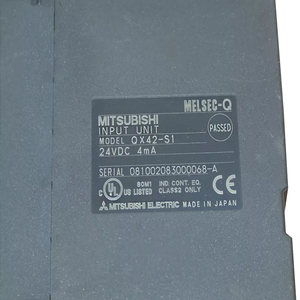 MELSEC-Q
MITSUBISHI
INPUT UNIT
MODEL QX42-S1
24VDC 4mA
PASSED
SERIAL 081002083000068-A
UL US LISTED 80M1 IND. CONT. EQ.
CLASS2 ONLY
MITSUBISHI ELECTRIC MADE IN JAPAN